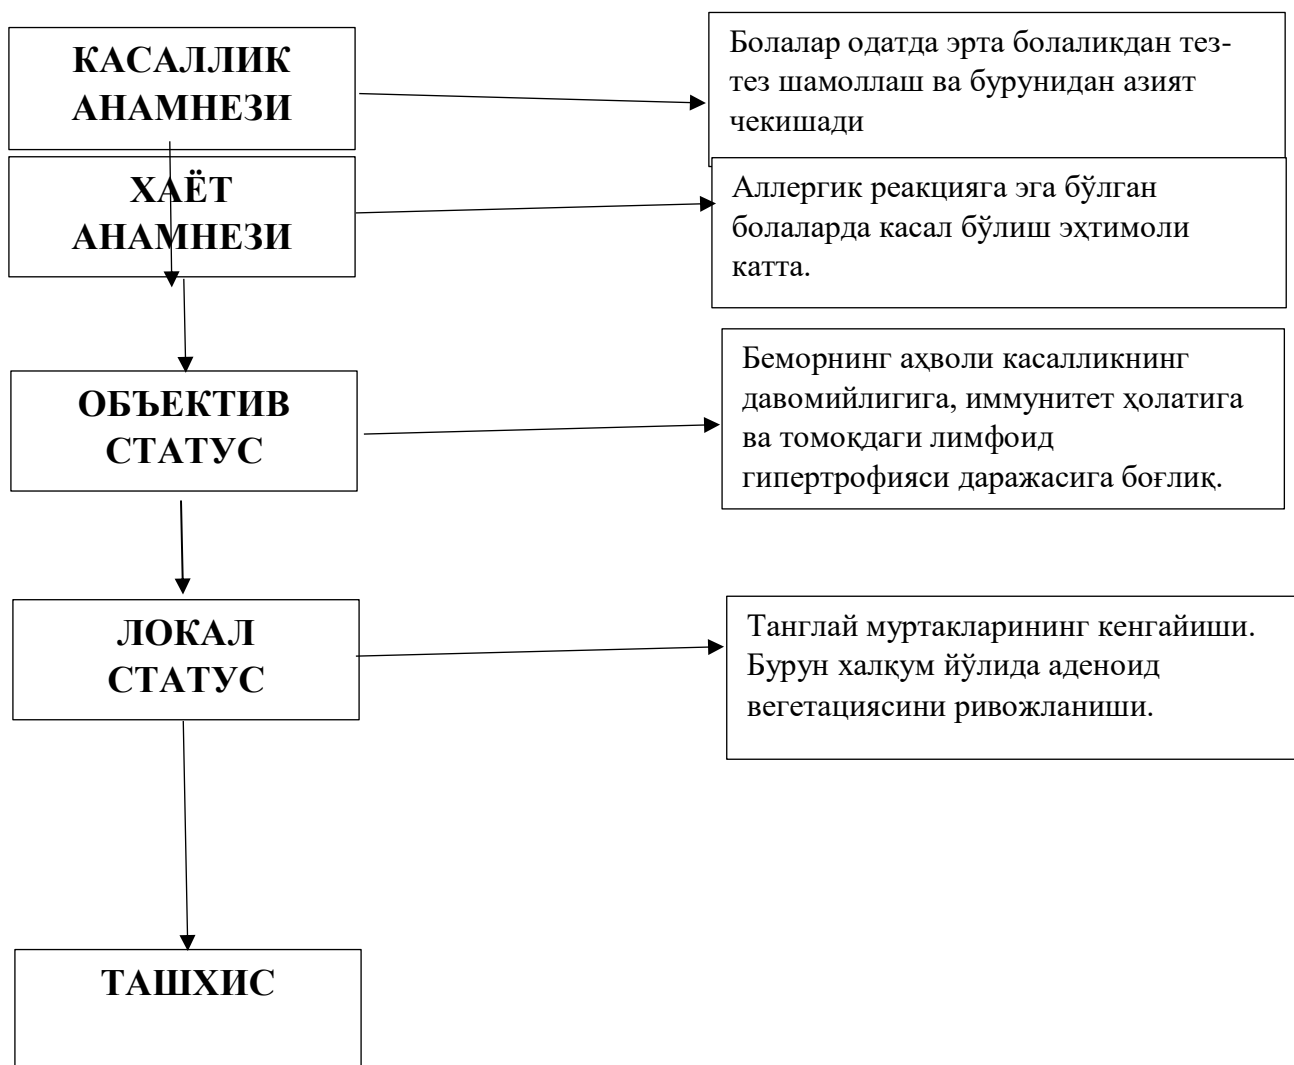 КАСАЛЛИК
АНАМНЕЗИ
Болалар одатда эрта болаликдан тез-
тез шамоллаш ва бурунидан азият
чекишади
ХАЁТ
АНАМНЕЗИ
Аллергик реакцияга эга бўлган
болаларда касал бўлиш эҳтимоли
катта.
ОБЪЕКТИВ
СТАТУС
Беморнинг аҳволи касалликнинг
давомийлигига, иммунитет ҳолатига
ва томоқдаги лимфоид
гипертрофияси даражасига боғлиқ.
ЛОКАЛ
СТАТУС
Танглай муртакларининг кенгайиши.
Бурун халқум йўлида аденоид
вегетациясини ривожланиши.
ТАШХИС